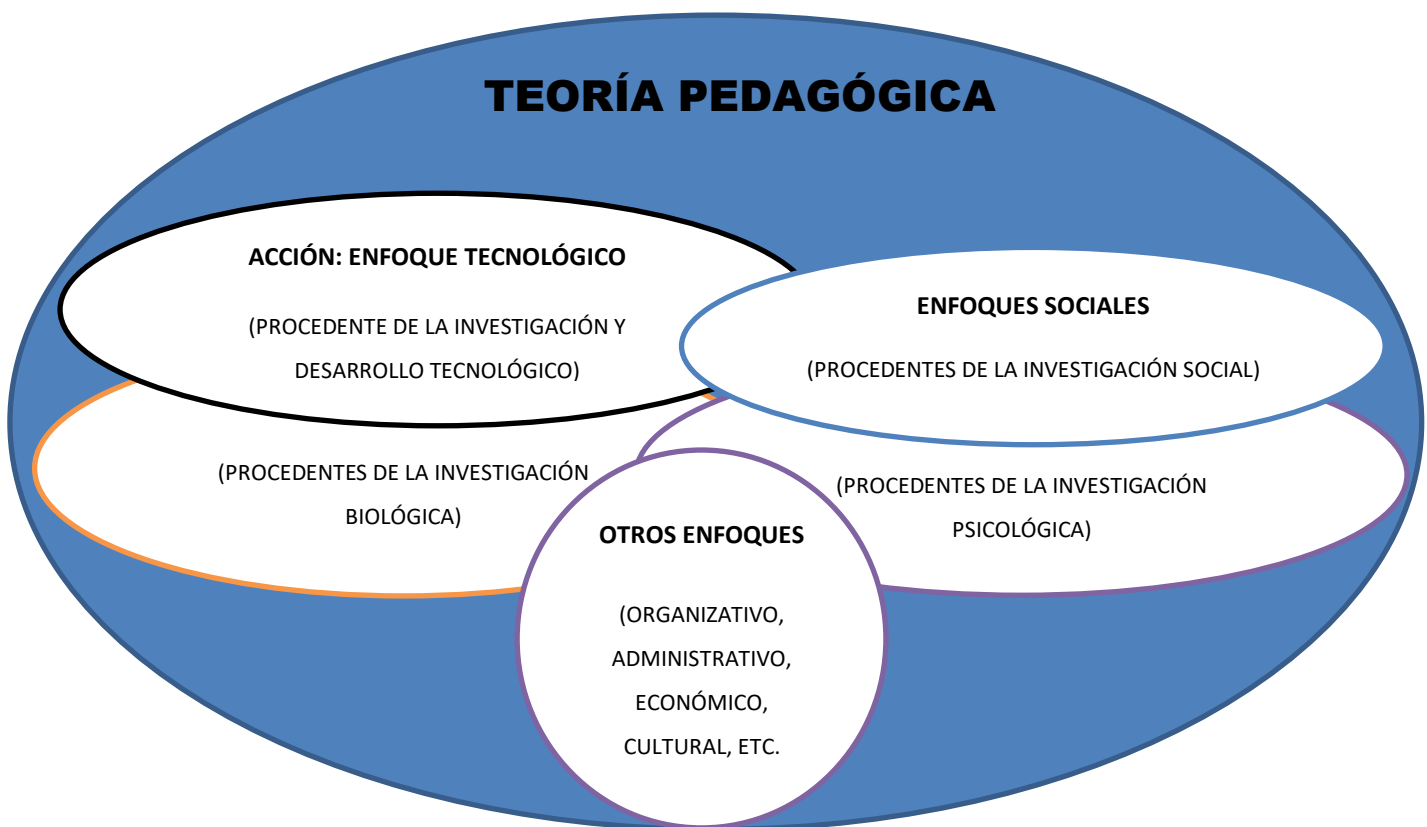 TEORÍA PEDAGÓGICA
ACCIÓN: ENFOQUE TECNOLÓGICO
(PROCEDENTE DE LA INVESTIGACIÓN Y
DESARROLLO TECNOLÓGICO)
ENFOQUES SOCIALES
(PROCEDENTES DE LA INVESTIGACIÓN SOCIAL)
(PROCEDENTES DE LA INVESTIGACIÓN
BIOLÓGICA)
(PROCEDENTES DE LA INVESTIGACIÓN
PSICOLÓGICA)
OTROS ENFOQUES
(ORGANIZATIVO,
ADMINISTRATIVO,
ECONÓMICO,
CULTURAL, ETC.